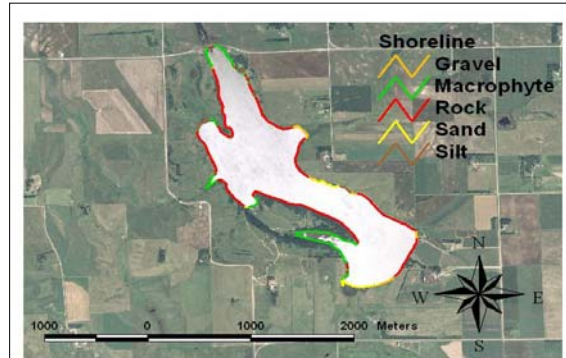 Shoreline
Gravel
Macrophyte
Rock
Sand
Silt
N
W E
S
1000 0 1000 2000 Meters